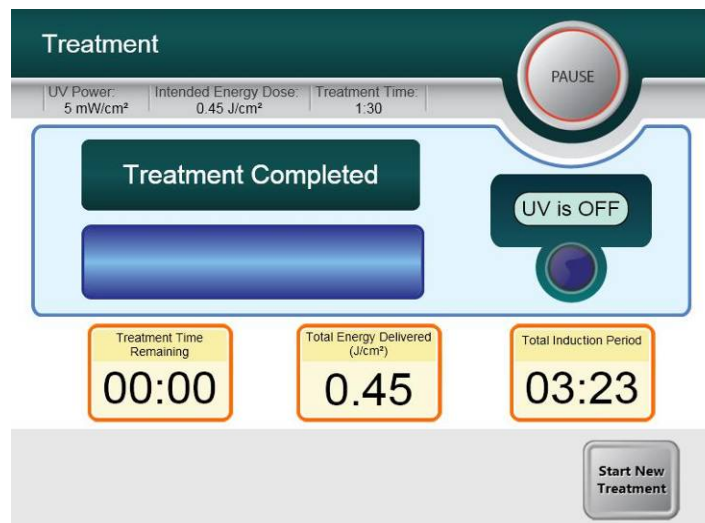 Treatment
PAUSE
UV Power:
5 mW/cm²
Intended Energy Dose:
0.45 J/cm²
Treatment Time:
1:30
Treatment Completed
UV is OFF
Treatment Time
Remaining
00:00
Total Energy Delivered
(J/cm²)
0.45
Total Induction Period
03:23
Start New
Treatment